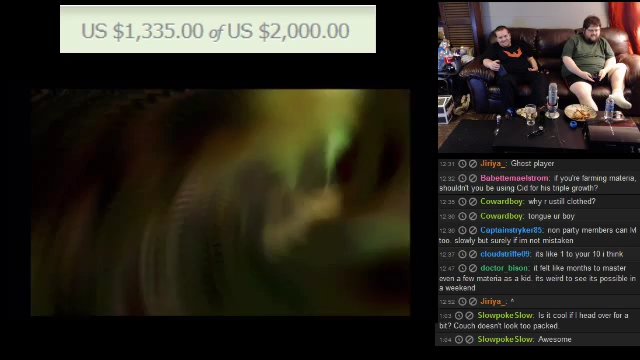 US $1,335.00 of US $2,000.00
12:31 Jiriya_: Ghost player
12:32 Babettemaelstrom: if you're farming materia,
shouldn't you be using Cid for his triple growth?
12:35 Cowardboy: why r ustill clothed?
12:36 Cowardboy: tongue ur boy
12:36 Captainstryker85: non party members can lvl
too. slowly but surely if im not mistaken
12:37 cloudstriffe09: its like 1 to your 10 i think
12:47 doctor_bison: it felt like months to master
even a few materia as a kid. its weird to see its possible in
a weekend
12:52 Jiriya_: ^
1:03 SlowpokeSlow: Is it cool if I head over for a
bit? Couch doesn't look too packed.
1:04 SlowpokeSlow: Awesome